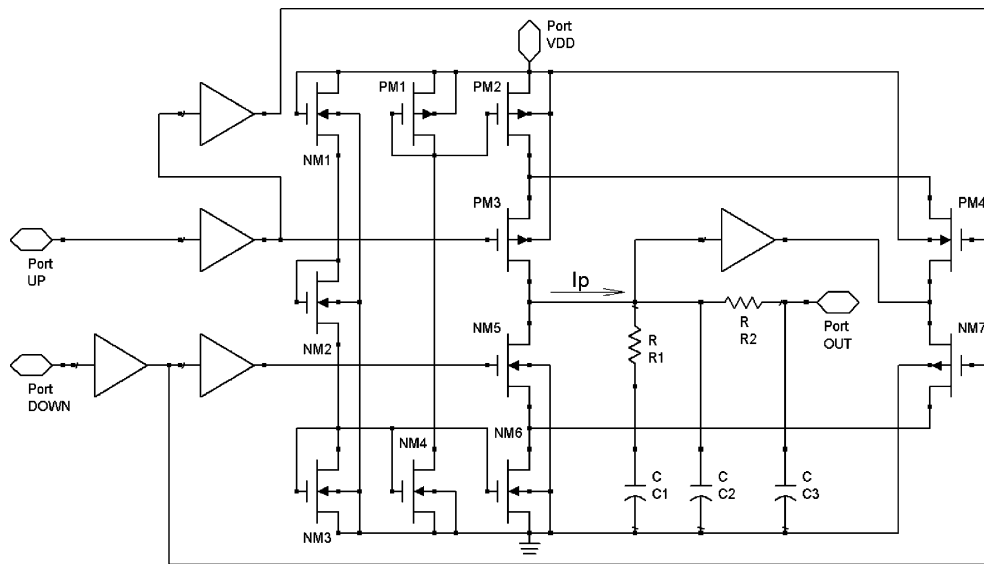 Port
VDD
PM1
PM2
NM1
PM3
PM4
Port
UP
Ip
NM2
NM5
R
R1
R
R2
Port
OUT
NM7
Port
DOWN
NM4
NM6
NM3
C
C1
C
C2
C
C3